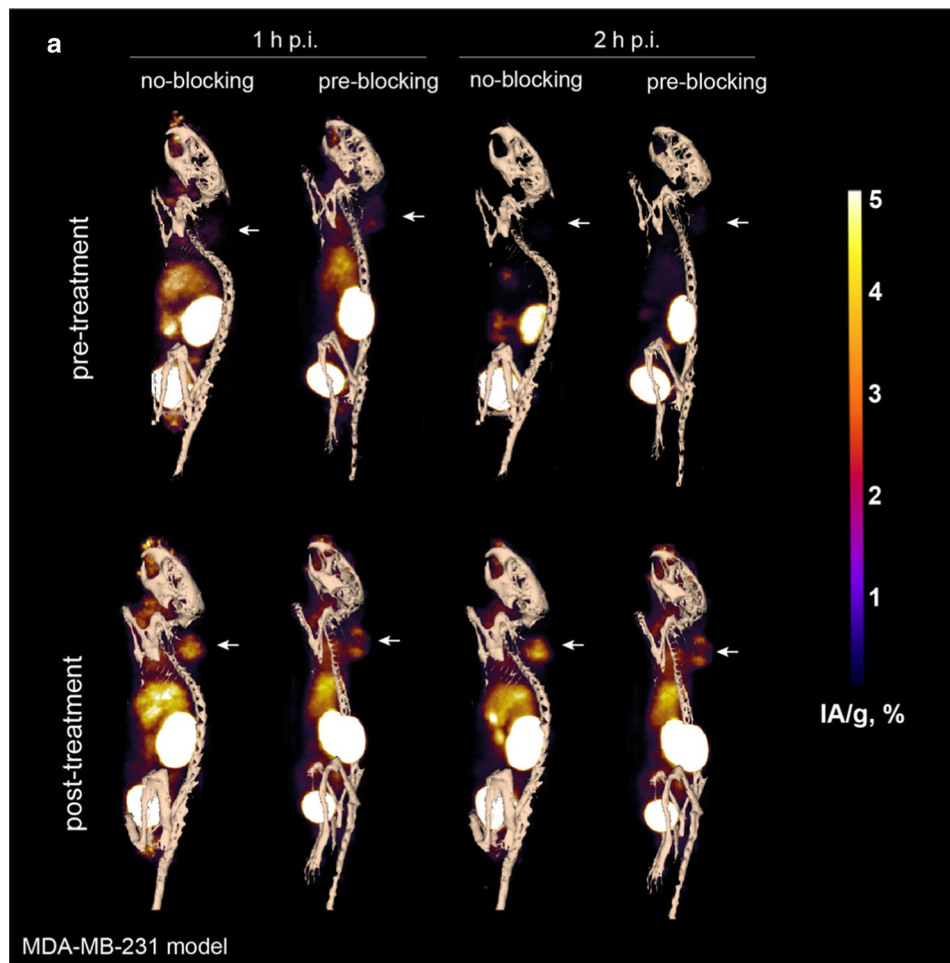 a
1 h p.i.
2 h p.i.
no-blocking
pre-blocking
no-blocking
pre-blocking
pre-treatment
5
4
3
2
1
IA/g, %
post-treatment
MDA-MB-231 model